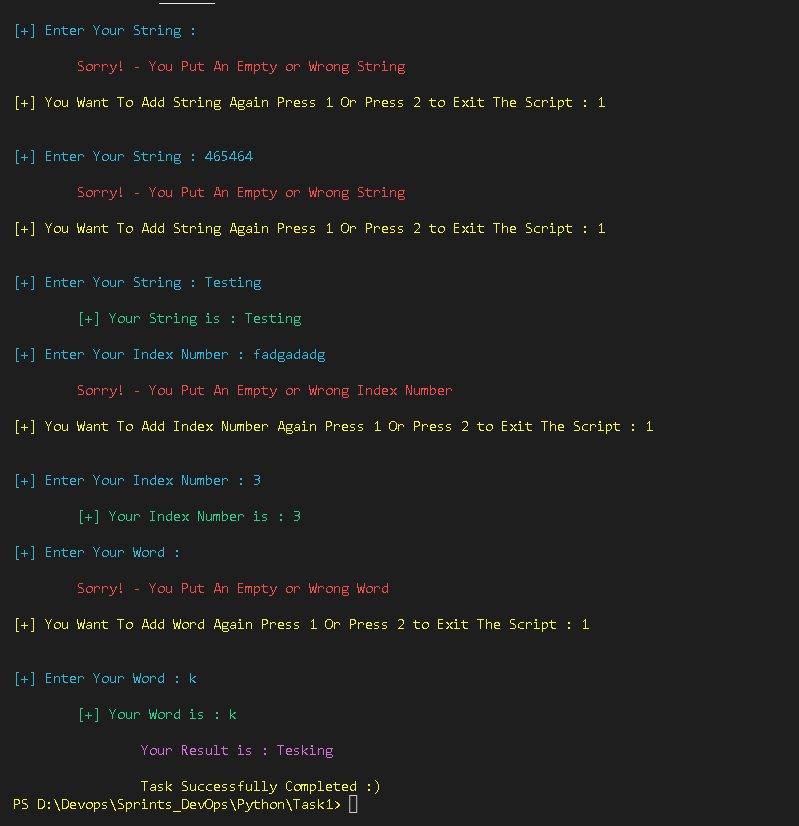 [+] Enter Your String :
Sorry! - You Put An Empty or Wrong String
[+] You Want To Add String Again Press 1 Or Press 2 to Exit The Script : 1
[+] Enter Your String : 465464
Sorry! - You Put An Empty or Wrong String
[+] You Want To Add String Again Press 1 Or Press 2 to Exit The Script : 1
[+] Enter Your String : Testing
[+] Your String is : Testing
[+] Enter Your Index Number : fadgadadg
Sorry! - You Put An Empty or Wrong Index Number
[+] You Want To Add Index Number Again Press 1 Or Press 2 to Exit The Script : 1
[+] Enter Your Index Number : 3
[+] Your Index Number is : 3
[+] Enter Your Word :
Sorry! - You Put An Empty or Wrong Word
[+] You Want To Add Word Again Press 1 Or Press 2 to Exit The Script : 1
[+] Enter Your Word : k
[+] Your Word is : k
Your Result is : Tesking
Task Successfully Completed :)
PS D:\Devops\Sprints_DevOps\Python\Task1>